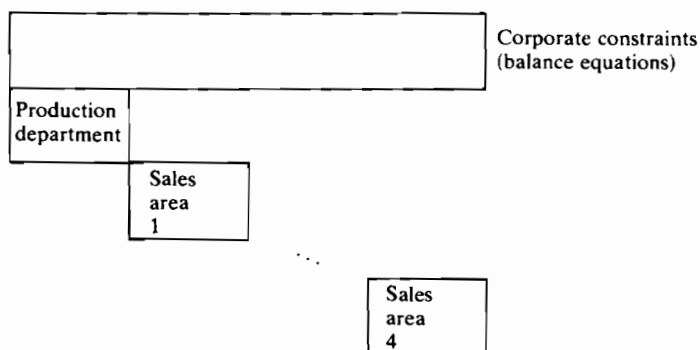 Corporate constraints
(balance equations)
Production
department
Sales
area
1
...
Sales
area
4